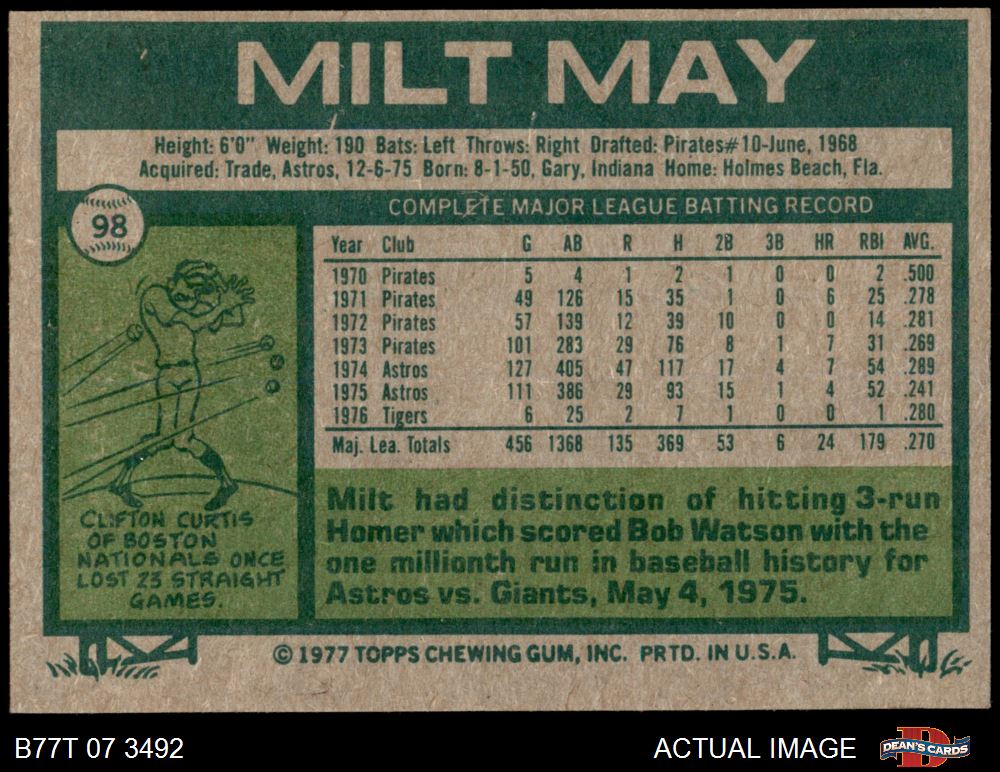 MILT MAY
Height: 6'0" Weight: 190 Bats: Left Throws: Right Drafted: Pirates#10-June, 1968
Acquired: Trade, Astros, 12-6-75 Born: 8-1-50, Gary, Indiana Home: Holmes Beach, Fla.
98
COMPLETE MAJOR LEAGUE BATTING RECORD
Year Club G AB R H 2B 3B HR RBI AVG.
1970 Pirates 5 4 1 2 1 0 0 2 .500
1971 Pirates 49 126 15 35 1 0 6 25 .278
1972 Pirates 57 139 12 39 10 0 0 14 .281
1973 Pirates 101 283 29 76 8 1 7 31 .269
1974 Astros 127 405 47 117 17 4 7 54 .289
1975 Astros 111 386 29 93 15 1 4 52 .241
1976 Tigers 6 25 2 7 1 0 0 1 .280
Maj. Lea. Totals 456 1368 135 369 53 6 24 179 .270
CLIFTON CURTIS
OF BOSTON
NATIONALS ONCE
LOST 23 STRAIGHT
GAMES.
Milt had distinction of hitting 3-run
Homer which scored Bob Watson with the
one millionth run in baseball history for
Astros vs. Giants, May 4, 1975.
© 1977 TOPPS CHEWING GUM, INC. PRTD. IN U.S.A.
B77T 07 3492
ACTUAL IMAGE
D
DEAN'S CARDS